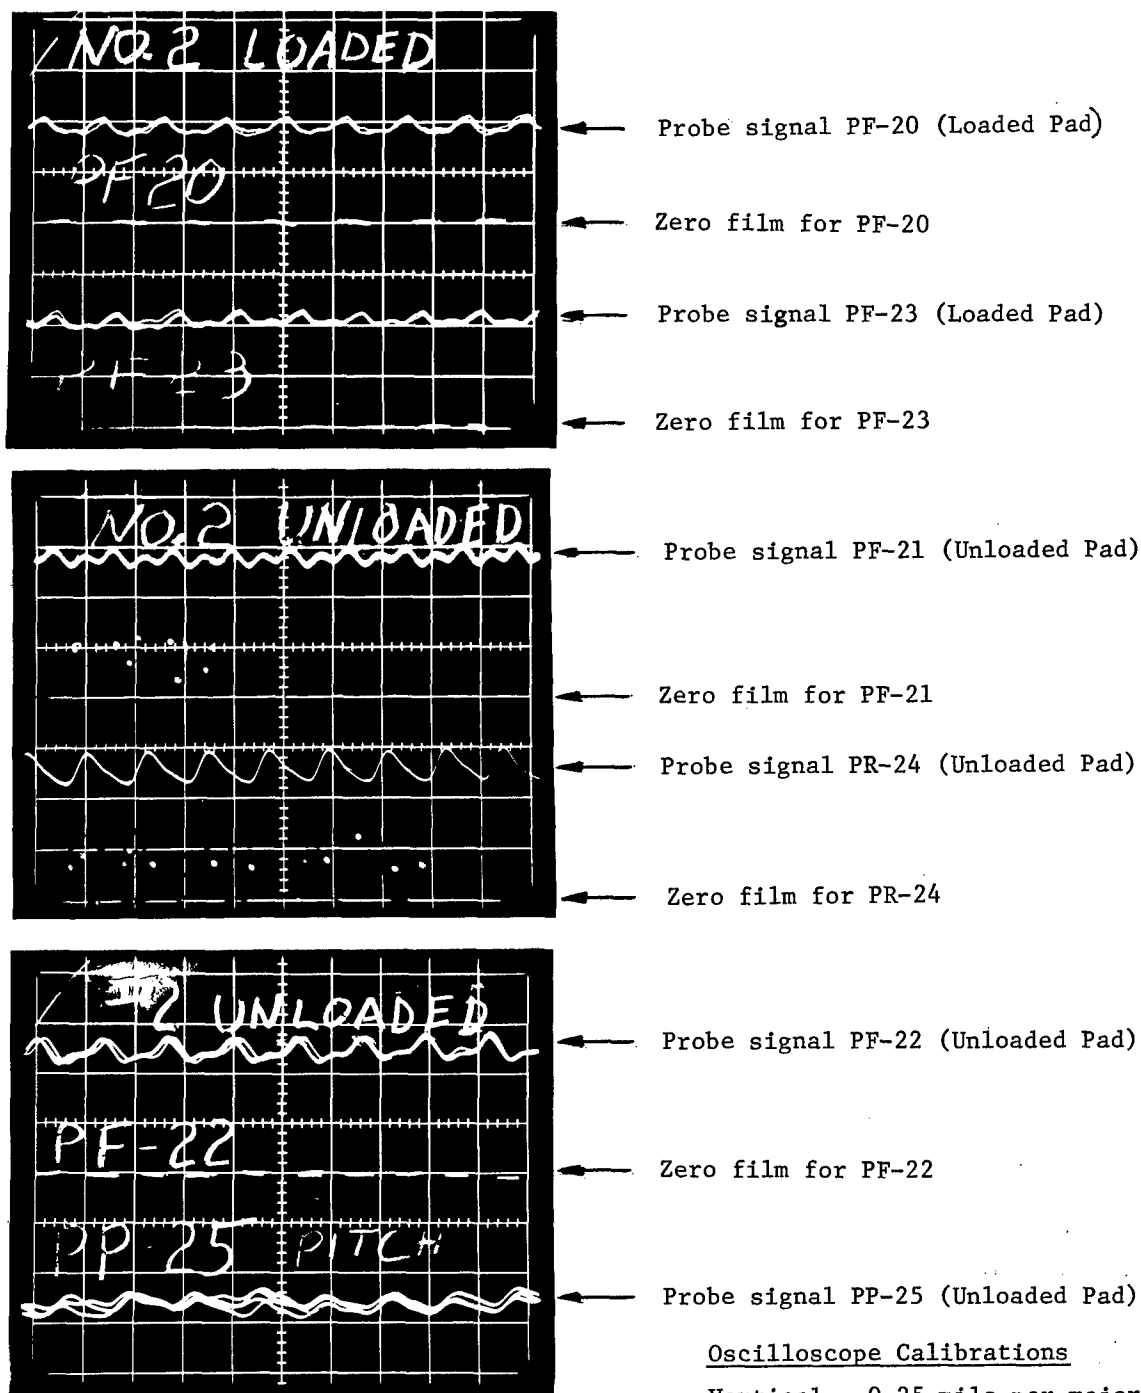 NO. 2 LOADED
Probe signal PF-20 (Loaded Pad)
PF 20
Zero film for PF-20
Probe signal PF-23 (Loaded Pad)
Zero film for PF-23
NO. 2 UNLOADED
Probe signal PF-21 (Unloaded Pad)
Zero film for PF-21
Probe signal PR-24 (Unloaded Pad)
Zero film for PR-24
2 UNLOADED
Probe signal PF-22 (Unloaded Pad)
PF-22
Zero film for PF-22
PP-25 PITCH
Probe signal PP-25 (Unloaded Pad)
Oscilloscope Calibrations